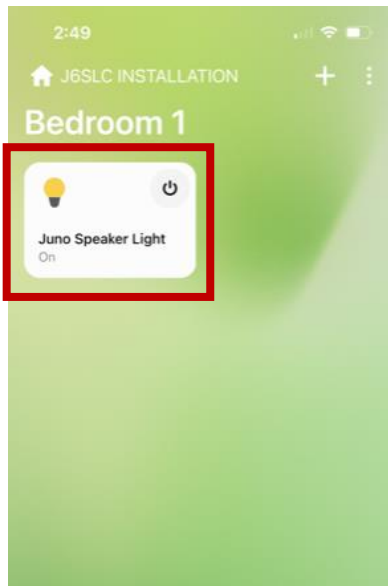 2:49
J6SLC INSTALLATION
Bedroom 1
Juno Speaker Light
On